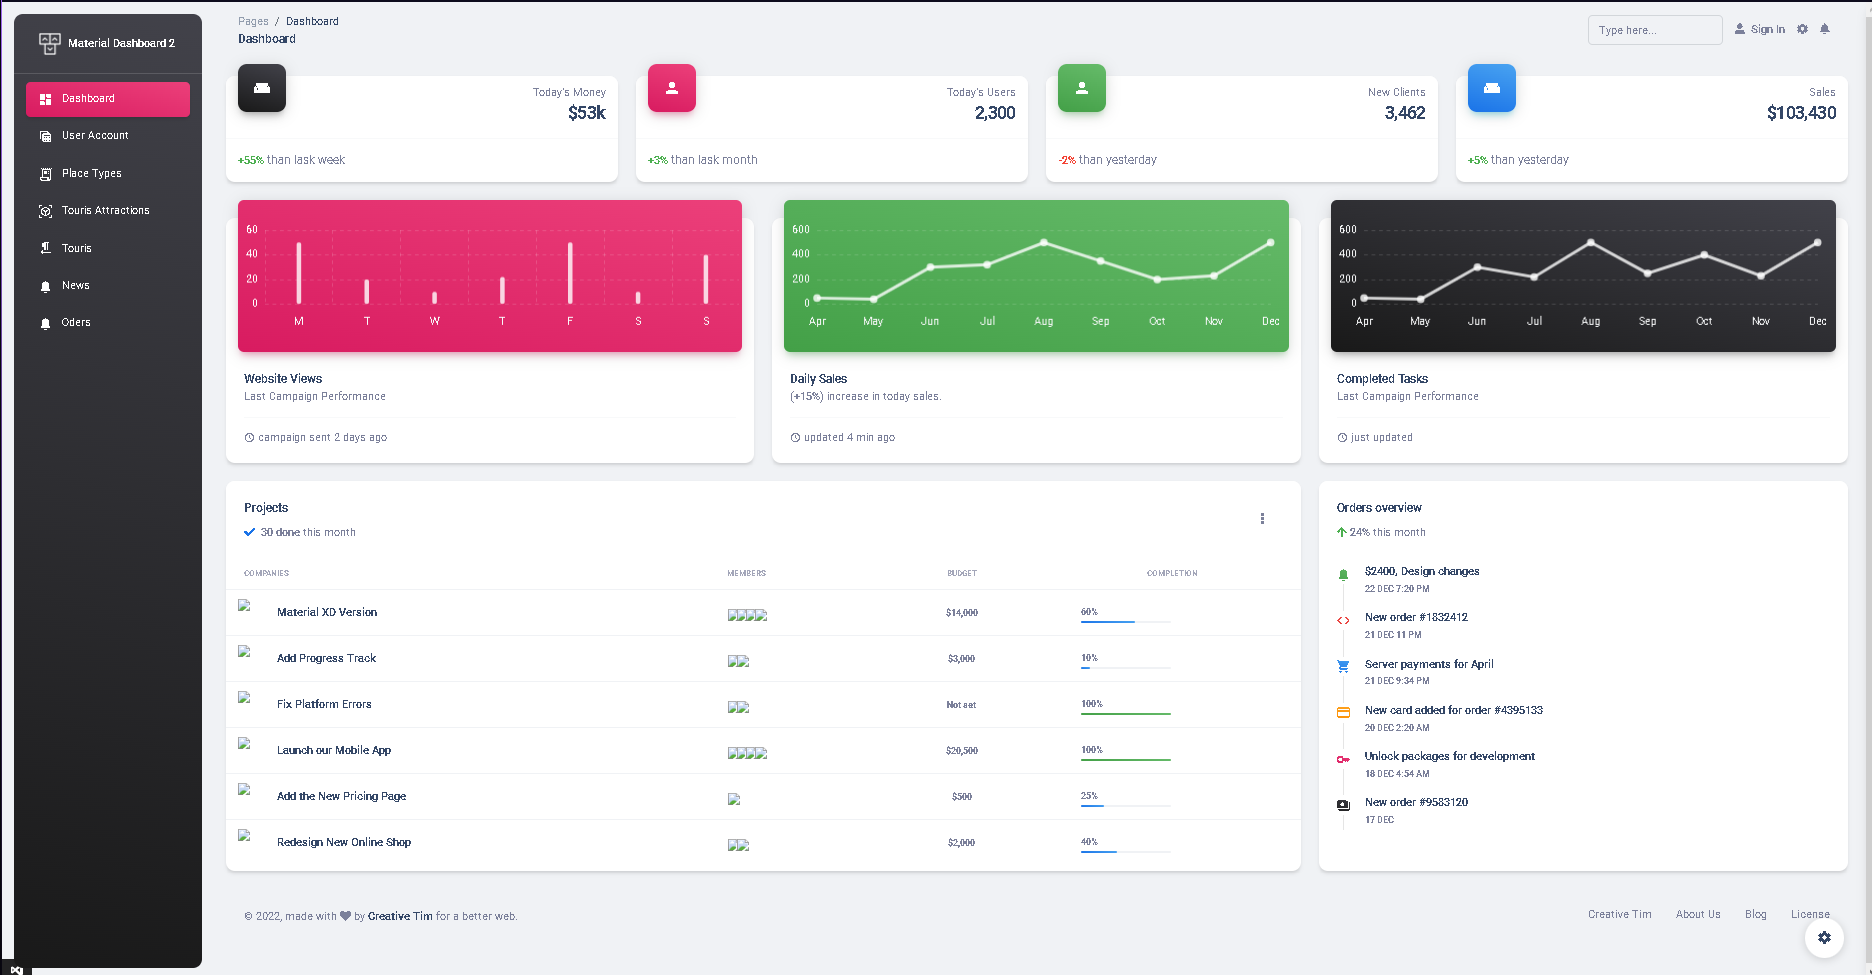 Material Dashboard 2
Dashboard
User Account
Place Types
Touris Attractions
Touris
News
Oders
Pages / Dashboard
Dashboard
Type here...
Sign In
Today's Money
$53k
+55% than lask week
Today's Users
2,300
+3% than lask month
New Clients
3,462
-2% than yesterday
Sales
$103,430
+5% than yesterday
60
40
20
0
M T W T F S S
Website Views
Last Campaign Performance
campaign sent 2 days ago
600
400
200
0
Apr May Jun Jul Aug Sep Oct Nov Dec
Daily Sales
(+15%) increase in today sales.
updated 4 min ago
600
400
200
0
Apr May Jun Jul Aug Sep Oct Nov Dec
Completed Tasks
Last Campaign Performance
just updated
Projects
30 done this month
COMPANIES MEMBERS BUDGET COMPLETION
Material XD Version $14,000 60%
Add Progress Track $3,000 10%
Fix Platform Errors Not set 100%
Launch our Mobile App $20,500 100%
Add the New Pricing Page $500 25%
Redesign New Online Shop $2,000 40%
Orders overview
24% this month
$2400, Design changes
22 DEC 7:20 PM
New order #1832412
21 DEC 11 PM
Server payments for April
21 DEC 9:34 PM
New card added for order #4395133
20 DEC 2:20 AM
Unlock packages for development
18 DEC 4:54 AM
New order #9583120
17 DEC
© 2022, made with by Creative Tim for a better web.
Creative Tim About Us Blog License